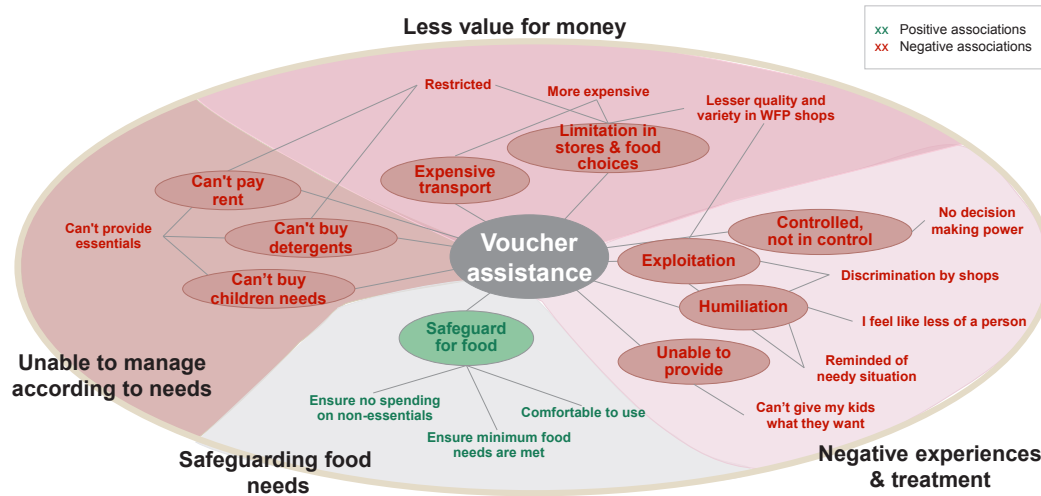 Less value for money
xx Positive associations
xx Negative associations
Restricted
More expensive
Lesser quality and
variety in WFP shops
Limitation in
stores & food
choices
Expensive
transport
Can't pay
rent
Can't provide
essentials
Can't buy
detergents
Can't buy
children needs
Voucher
assistance
Controlled,
not in control
No decision
making power
Exploitation
Discrimination by shops
Humiliation
I feel like less of a person
Unable to
provide
Reminded of
needy situation
Can't give my kids
what they want
Safeguard
for food
Ensure no spending
on non-essentials
Comfortable to use
Ensure minimum food
needs are met
Unable to manage
according to needs
Safeguarding food
needs
Negative experiences
& treatment